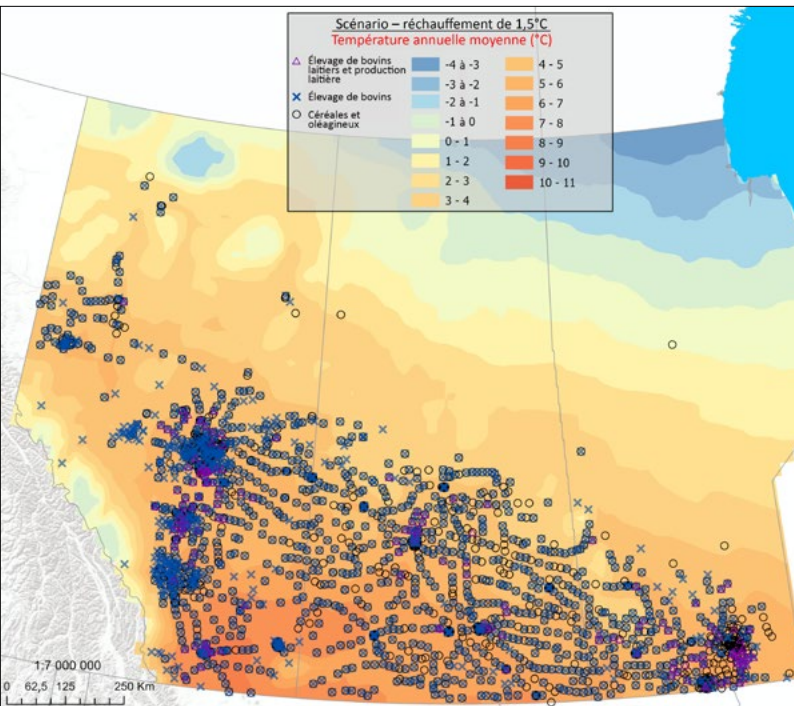 Scénario – réchauffement de 1,5°C
Température annuelle moyenne (°C)
Élevage de bovins
laitiers et production
laitière
Élevage de bovins
Céréales et
oléagineux
-4 à -3
-3 à -2
-2 à -1
-1 à 0
0 - 1
1 - 2
2 - 3
3 - 4
4 - 5
5 - 6
6 - 7
7 - 8
8 - 9
9 - 10
10 - 11
1:7 000 000
0 62,5 125 250 Km